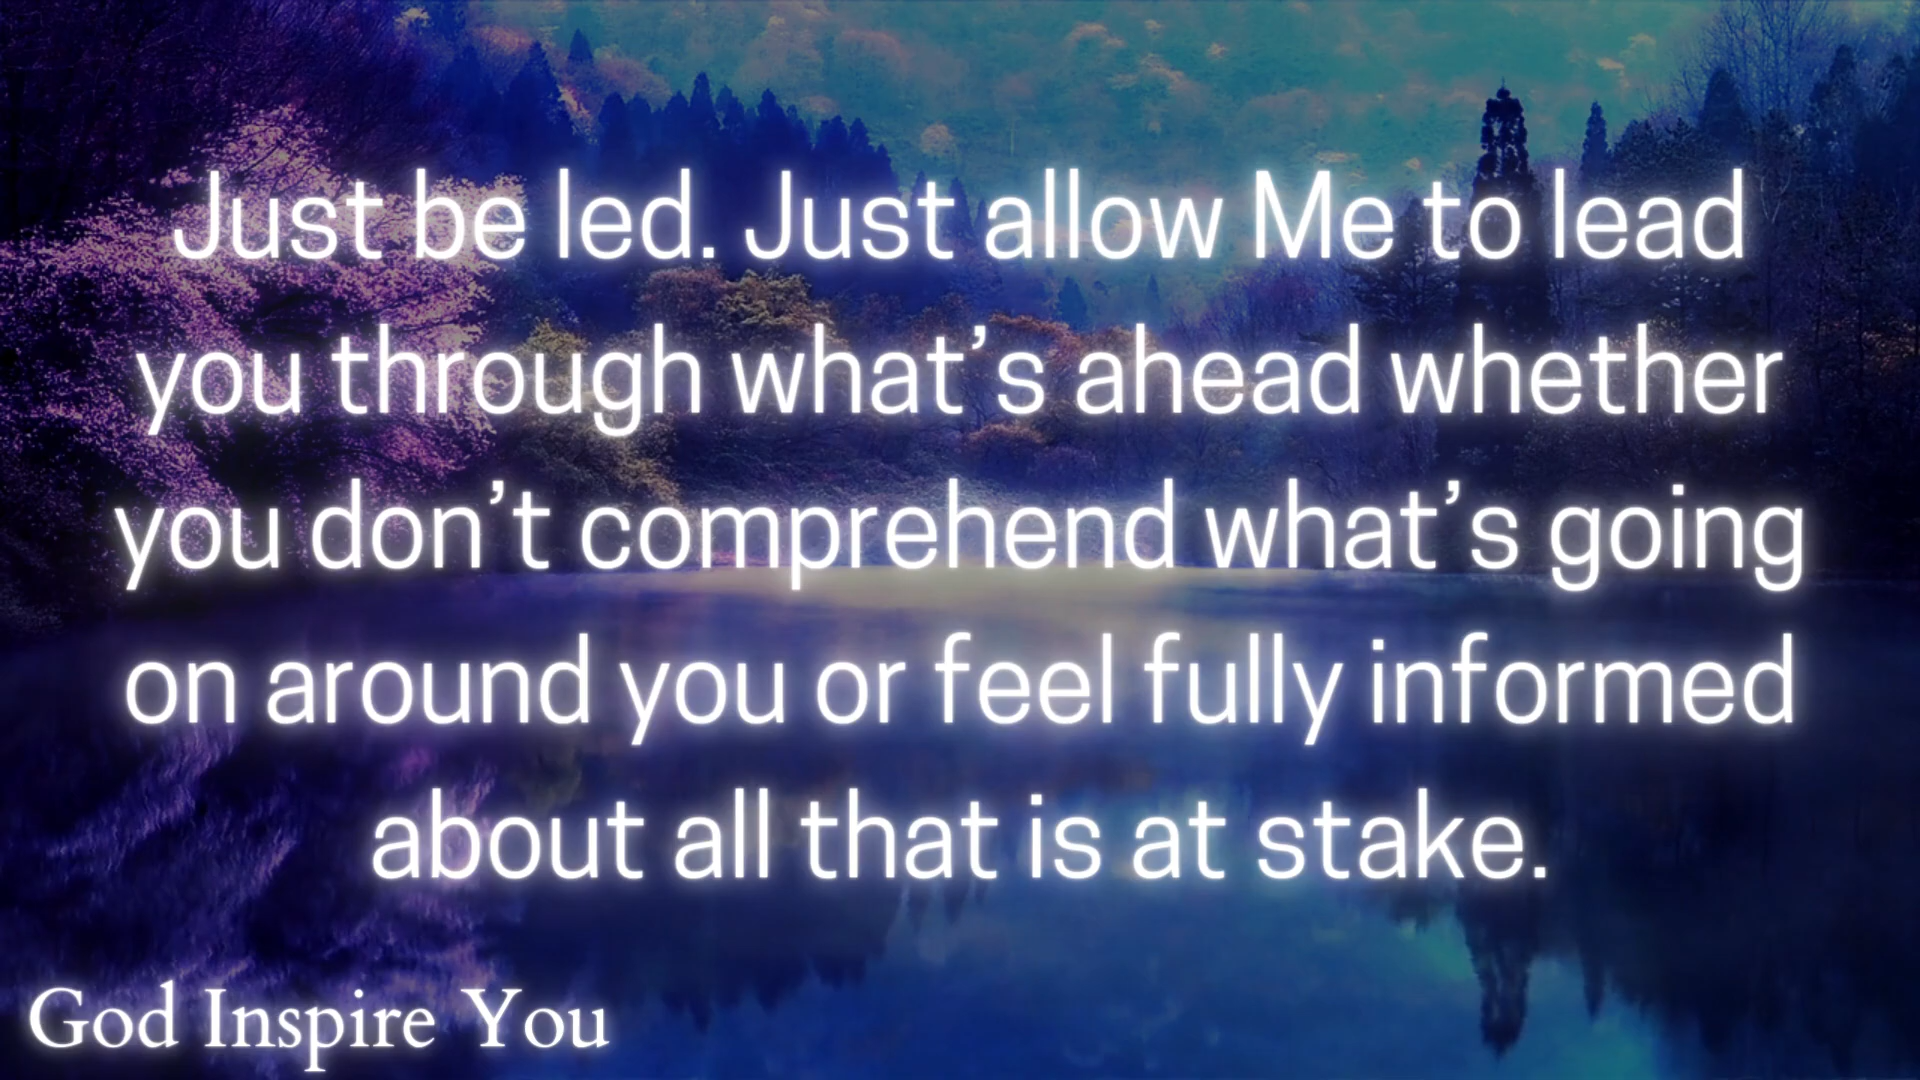 Just be led. Just allow Me to lead
you through what’s ahead whether
you don’t comprehend what’s going
on around you or feel fully informed
about all that is at stake.
God Inspire You